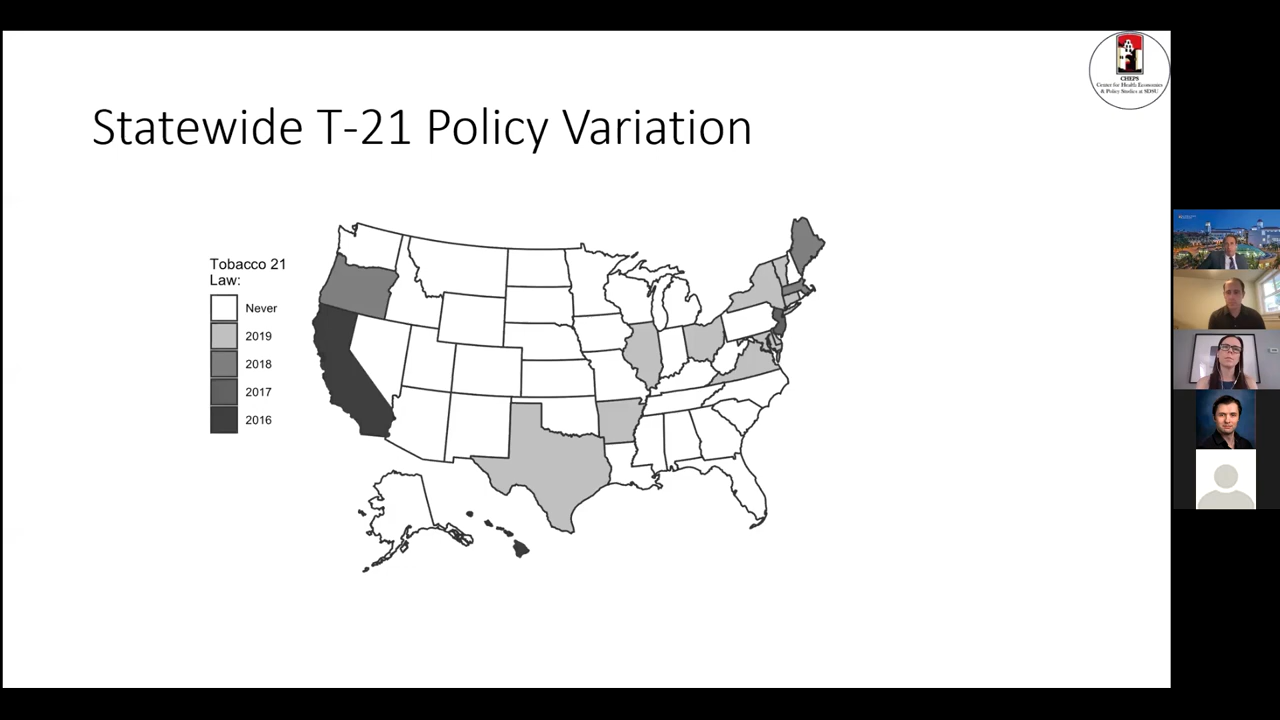 CHEPS
Center for Health Economics
& Policy Studies at SDSU
Statewide T-21 Policy Variation
Tobacco 21
Law:
Never
2019
2018
2017
2016